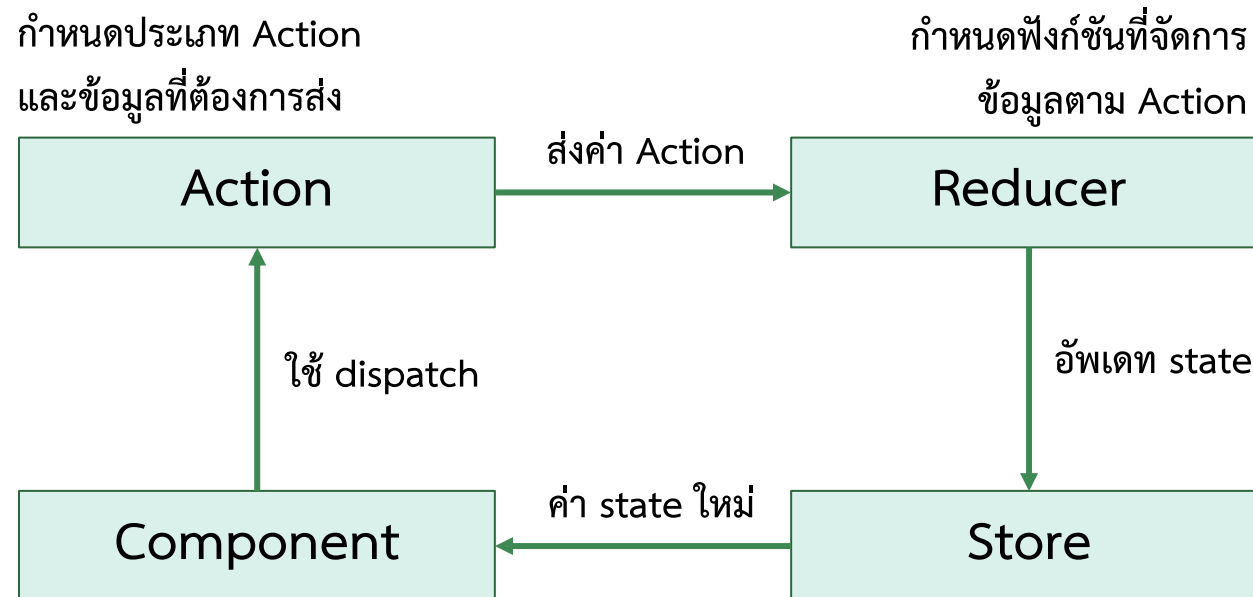 กำหนดประเภท Action
และข้อมูลที่ต้องการส่ง
กำหนดฟังก์ชันที่จัดการ
ข้อมูลตาม Action
Action
ส่งค่า Action
Reducer
ใช้ dispatch
อัพเดท state
Component
ค่า state ใหม่
Store